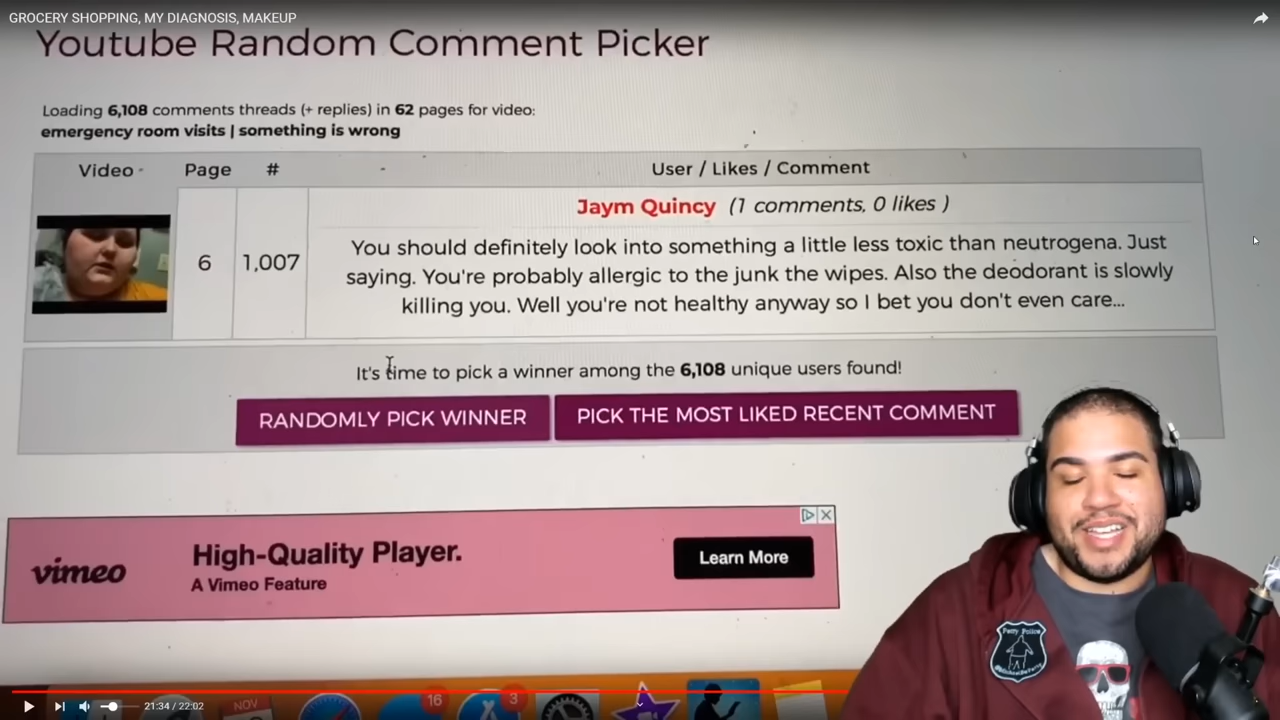 GROCERY SHOPPING, MY DIAGNOSIS, MAKEUP
Youtube Random Comment Picker
Loading 6,108 comments threads (+ replies) in 62 pages for video:
emergency room visits | something is wrong
Video Page # User / Likes / Comment
Jaym Quincy (1 comments, 0 likes )
6 1,007
You should definitely look into something a little less toxic than neutrogena. Just
saying. You're probably allergic to the junk the wipes. Also the deodorant is slowly
killing you. Well you're not healthy anyway so I bet you don't even care...
It's time to pick a winner among the 6,108 unique users found!
RANDOMLY PICK WINNER PICK THE MOST LIKED RECENT COMMENT
vimeo
High-Quality Player.
A Vimeo Feature
Learn More
Petty Police
NOV
16
3
21:34 / 22:02